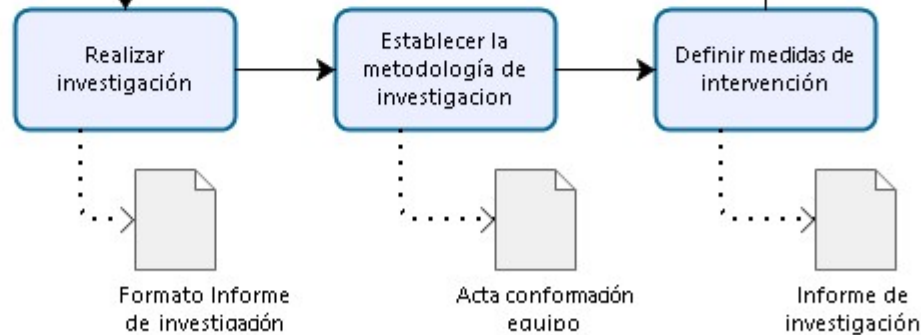 Realizar
investigación
Establecer la
metodología de
investigacion
Definir medidas de
intervención
Formato Informe
de investigación
Acta conformación
equipo
Informe de
investigación